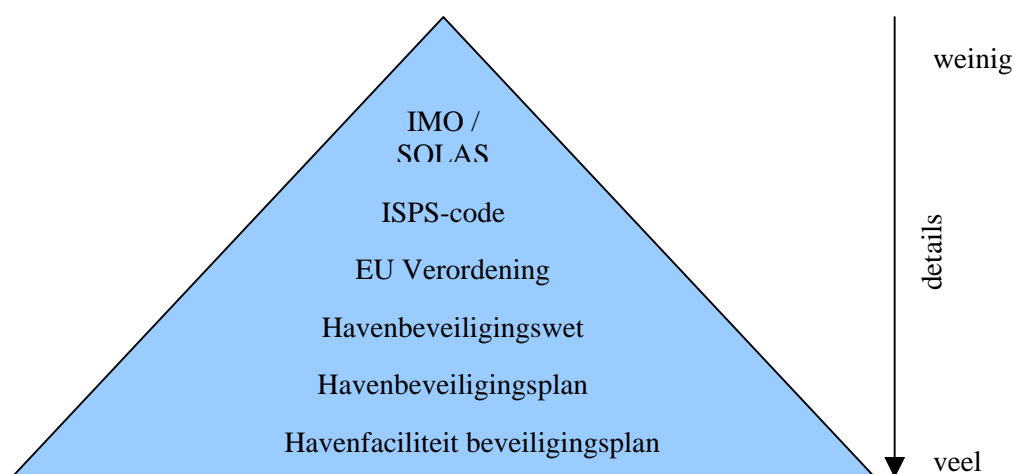 weinig
IMO /
SOLAS
ISPS-code
details
EU Verordening
Havenbeveiligingswet
Havenbeveiligingsplan
Havenfaciliteit beveiligingsplan
veel